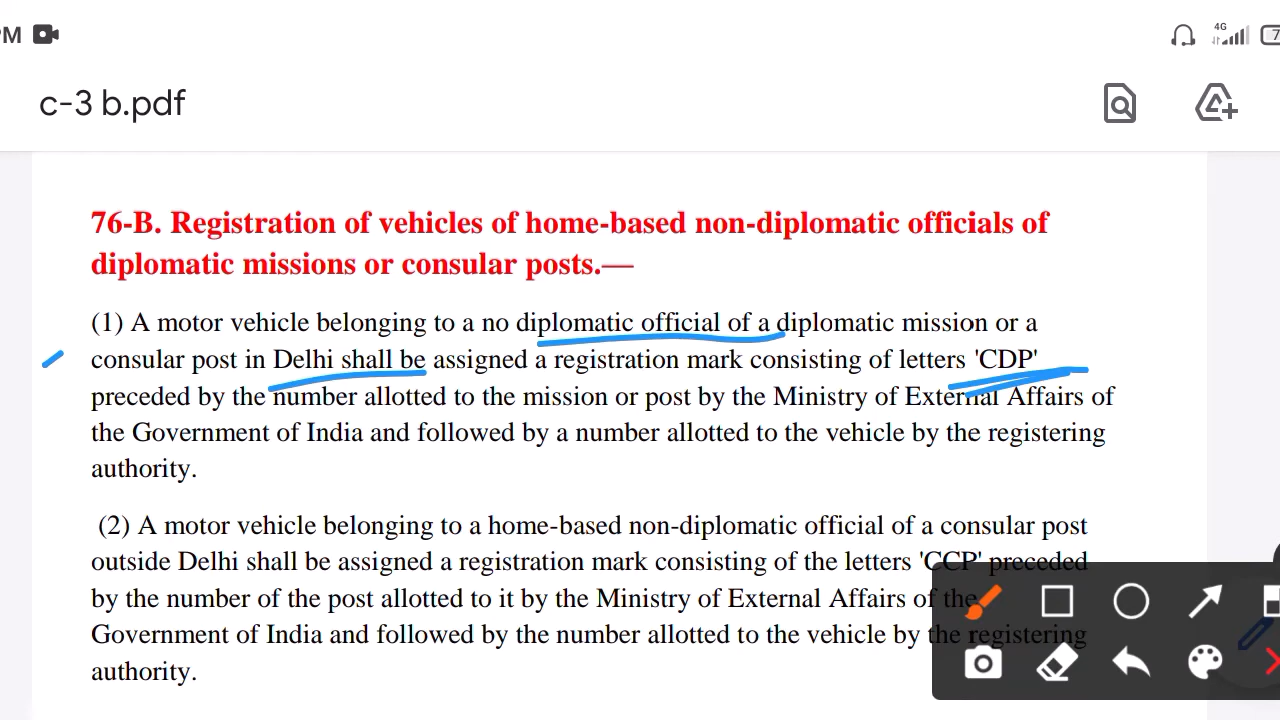 PM
4G
7
c-3 b.pdf
76-B. Registration of vehicles of home-based non-diplomatic officials of
diplomatic missions or consular posts.—
(1) A motor vehicle belonging to a no diplomatic official of a diplomatic mission or a
consular post in Delhi shall be assigned a registration mark consisting of letters 'CDP'
preceded by the number allotted to the mission or post by the Ministry of External Affairs of
the Government of India and followed by a number allotted to the vehicle by the registering
authority.
(2) A motor vehicle belonging to a home-based non-diplomatic official of a consular post
outside Delhi shall be assigned a registration mark consisting of the letters 'CCP' preceded
by the number of the post allotted to it by the Ministry of External Affairs of the
Government of India and followed by the number allotted to the vehicle by the registering
authority.